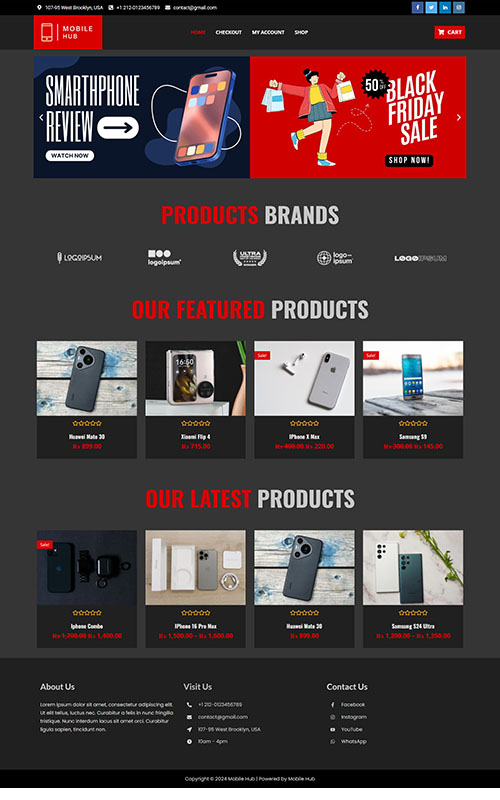 107-95 West Brooklyn, USA +1 212-0123456789 contact@gmail.com
MOBILE
HUB
HOME CHECKOUT MY ACCOUNT SHOP
CART
SMARTHPHONE
REVIEW
WATCH NOW
50%
OFF
BLACK
FRIDAY
SALE
SHOP NOW!
PRODUCTS BRANDS
LOGOIPSUM
logoipsum
ULTRA
logo-
ipsum
LOGOIPSUM
OUR FEATURED PRODUCTS
16:50
Sale!
Sale!
Huawei Mate 30
₨ 899.00
Xiaomi Flip 4
₨ 715.00
IPhone X Max
₨ 400.00 ₨ 220.00
Samsung S9
₨ 300.00 ₨ 145.00
OUR LATEST PRODUCTS
Sale!
Iphone Combo
₨ 1,700.00 ₨ 1,400.00
IPhone 16 Pro Max
₨ 1,500.00 – ₨ 1,600.00
Huawei Mate 30
₨ 899.00
Samsung S24 Ultra
₨ 1,200.00 – ₨ 1,350.00
About Us
Lorem ipsum dolor sit amet, consectetur adipiscing elit.
Ut elit tellus, luctus nec. Curabitur a felis in nunc fringilla
tristique. Nunc interdum lacus sit amet orci. Curabitur
ligula sapien, tincidunt non.
Visit Us
+1 212-0123456789
contact@gmail.com
107-95 West Brooklyn, USA
10am - 4pm
Contact Us
Facebook
Instagram
YouTube
WhatsApp
Copyright © 2024 Mobile Hub | Powered by Mobile Hub